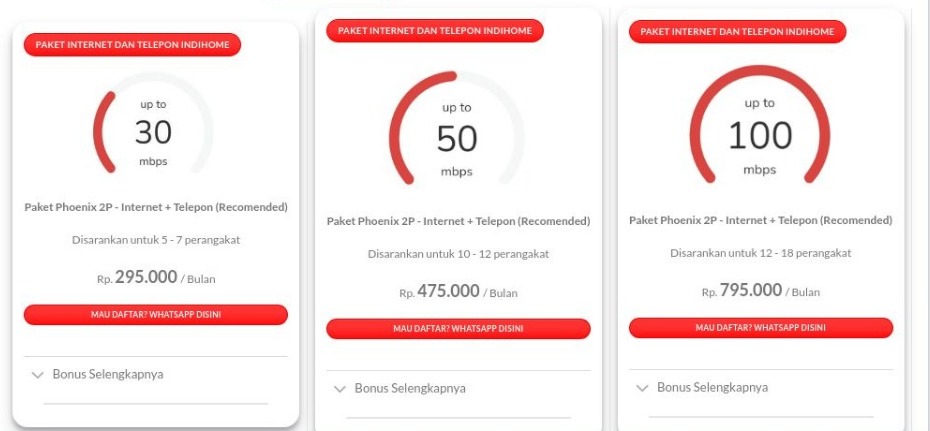 PAKET INTERNET DAN TELEPON INDIHOME
up to
30
mbps
Paket Phoenix 2P - Internet + Telepon (Recomended)
Disarankan untuk 5 - 7 perangakat
Rp. 295.000 / Bulan
MAU DAFTAR? WHATSAPP DISINI
Bonus Selengkapnya
PAKET INTERNET DAN TELEPON INDIHOME
up to
50
mbps
Paket Phoenix 2P - Internet + Telepon (Recomended)
Disarankan untuk 10 - 12 perangakat
Rp. 475.000 / Bulan
MAU DAFTAR? WHATSAPP DISINI
Bonus Selengkapnya
PAKET INTERNET DAN TELEPON INDIHOME
up to
100
mbps
Paket Phoenix 2P - Internet + Telepon (Recomended)
Disarankan untuk 12 - 18 perangakat
Rp. 795.000 / Bulan
MAU DAFTAR? WHATSAPP DISINI
Bonus Selengkapnya